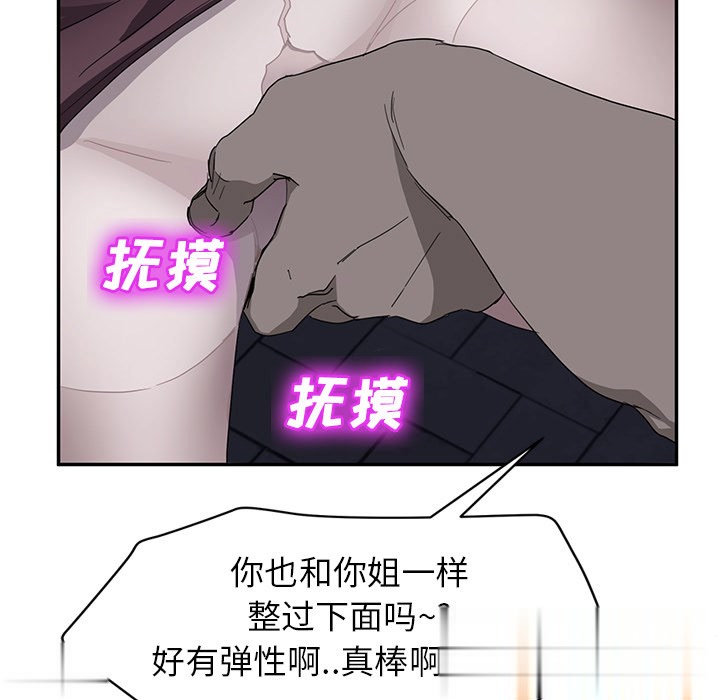 抚摸
抚摸
你也和你姐一样
整过下面吗~?
好有弹性啊..真棒啊